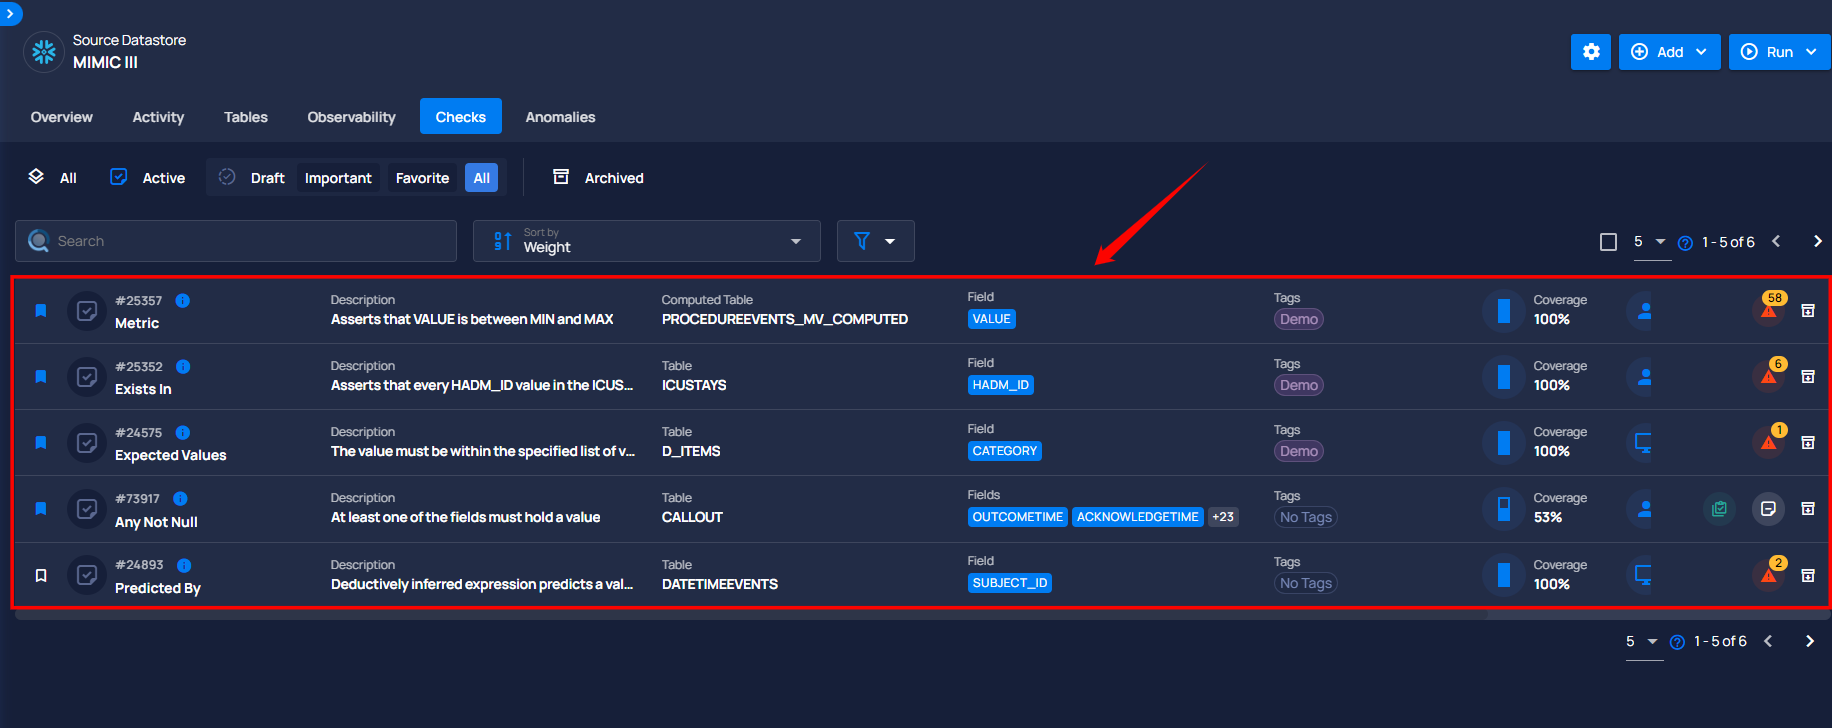 Source Datastore
MIMIC III
Add
Run
Overview
Activity
Tables
Observability
Checks
Anomalies
All
Active
Draft
Important
Favorite
All
Archived
Search
Sort by
Weight
5
1 - 5 of 6
#25357
Metric
Description
Asserts that VALUE is between MIN and MAX
Computed Table
PROCEDUREEVENTS_MV_COMPUTED
Field
VALUE
Tags
Demo
Coverage
100%
58
#25352
Exists In
Description
Asserts that every HADM_ID value in the ICUS...
Table
ICUSTAYS
Field
HADM_ID
Tags
Demo
Coverage
100%
6
#24575
Expected Values
Description
The value must be within the specified list of v...
Table
D_ITEMS
Field
CATEGORY
Tags
Demo
Coverage
100%
1
#73917
Any Not Null
Description
At least one of the fields must hold a value
Table
CALLOUT
Fields
OUTCOMETIME ACKNOWLEDGETIME +23
Tags
No Tags
Coverage
53%
#24893
Predicted By
Description
Deductively inferred expression predicts a val...
Table
DATETIMEEVENTS
Field
SUBJECT_ID
Tags
No Tags
Coverage
100%
2
5
1 - 5 of 6